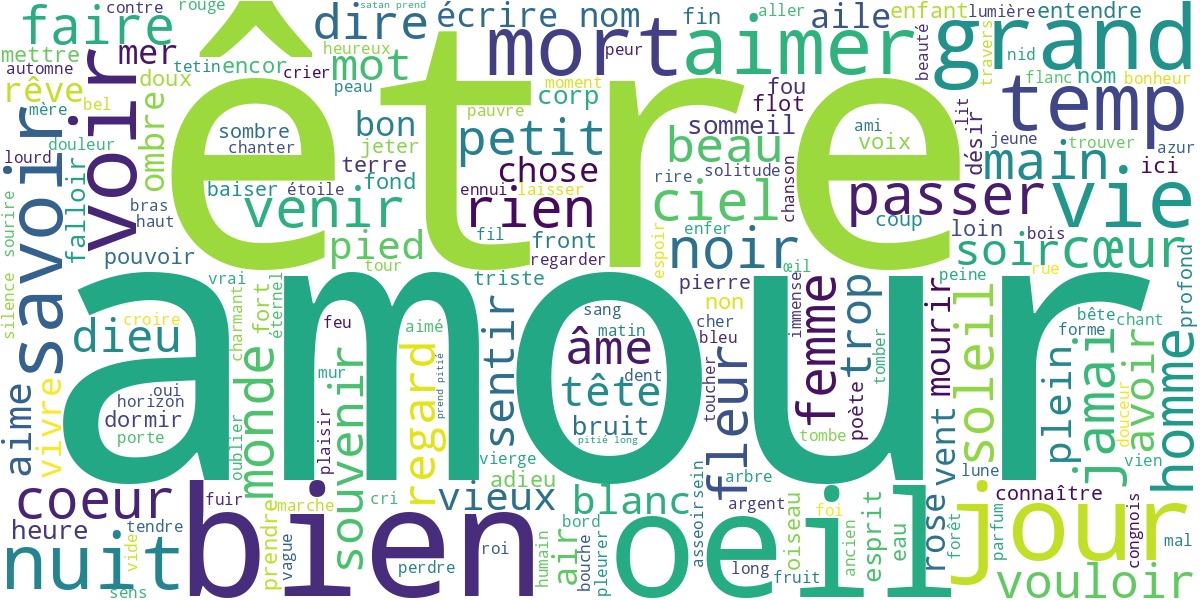 rouge contre
satan prend
faire
dire
écrire nom
fin
aller
aile
enfant
lumière
entendre
mettre
mer
heureux
mot
mort
peur
aimer
beauté
grand
travers
nid
automne
tetin
encor
crier
peau
moment
fou
flanc
nom
bonheur
rêve
doux
être
corp
flot
temp
mère
bel
voir
ombre
pauvre
lit
jeune
azur
savoir
douleur
sombre
chanter
bon
jeter
petit
sommeil
beau
ami
voix
désir
main
trouver
lourd
terre
chose
rire
solitude
chanson
ici
falloir
bras
haut
baiser
étoile
fond
ennui
laisser
ciel
passer
vie
silence
sourire
venir
rien
coup
loin
bois
pouvoir
pied
fil
front
regarder
espoir
enfer
noir
soir
cœur
vrai
tour
triste
œil
peine
rue
amour
dieu
croire
charmant
fort
éternel
feu
aimé
sentir
sang
matin
pierre
non
immense
femme
trop
mourir
soleil
bête
chant
forme
profond
cher
bleu
âme
tomber
aime
vivre
oui
horizon
dormir
porte
monde
mur
souvenir
regard
prend pitié
tête
dent
toucher
fleur
poète
plein
jamai
douceur
avoir
homme
bruit
pitié long
tombe
oublier
plaisir
vierge
vent
vien
coeur
fuir
marche
cri
adieu
vieux
blanc
sein
arbre
lune
connaître
heure
tendre
bien
bord
asseoir
argent
oiseau
foi
esprit
rose
jour
congnois
nuit
vide
prendre
vague
roi
humain
air
bouche
pleurer
oeil
ancien
eau
forêt
parfum
mal
sens
perdre
long
fruit
vouloir